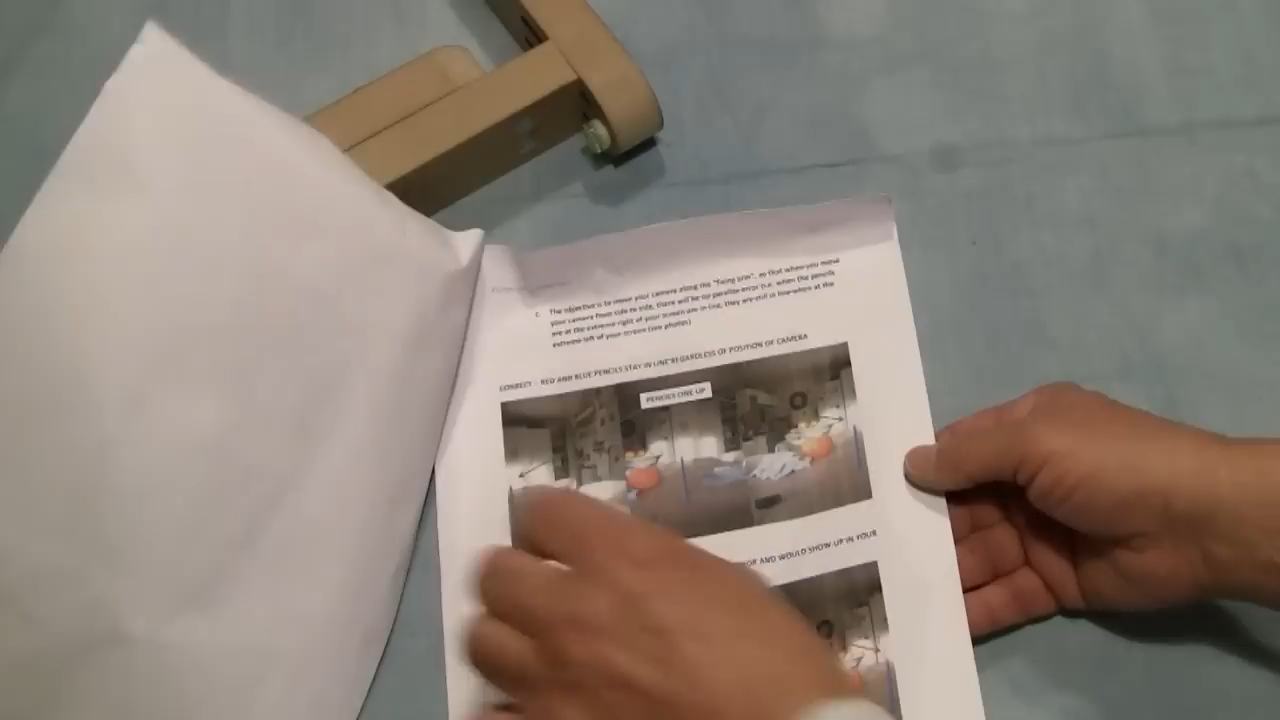 c. The objective is to move your camera along the "fixing arm", so that when you move
your camera from side to side, there will be no parallax error (i.e. when the pencils
are at the extreme right of your screen are in line, they are still in line when at the
extreme left of your screen (see photos)
CORRECT - RED AND BLUE PENCILS STAY IN LINE REGARDLESS OF POSITION OF CAMERA
PENCILS LINE UP
AND WOULD SHOW UP IN YOUR